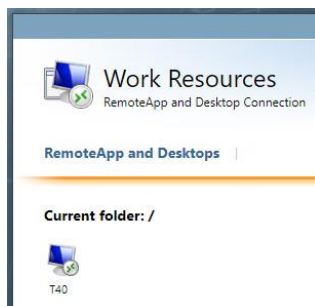 Work Resources
RemoteApp and Desktop Connection
RemoteApp and Desktops
Current folder: /
T40